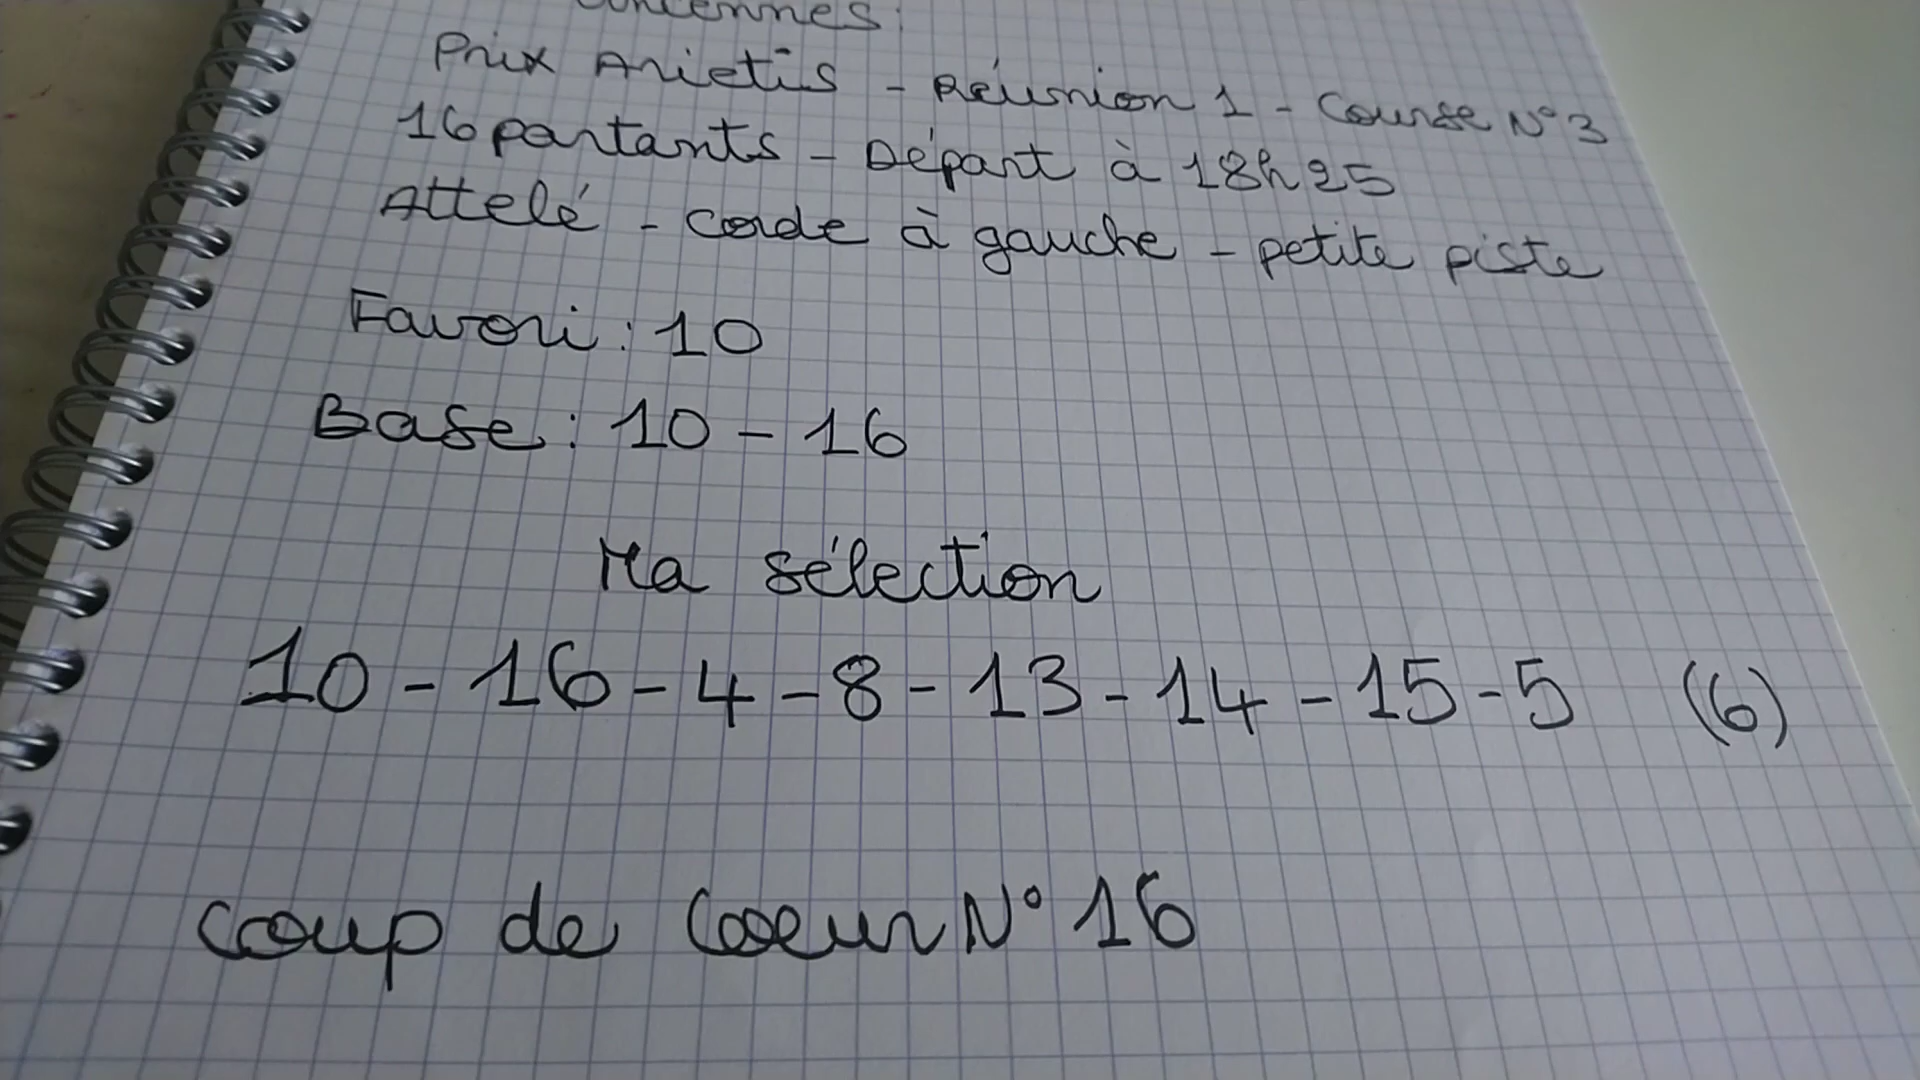 Prix Arietis - Réunion 1 - Course N°3
16 partants - Départ à 18h25
Attelé - corde à gauche - petite piste
Favori : 10
Base : 10 - 16
Ma sélection
10 - 16 - 4 - 8 - 13 - 14 - 15 - 5 (6)
coup de Coeur N° 16